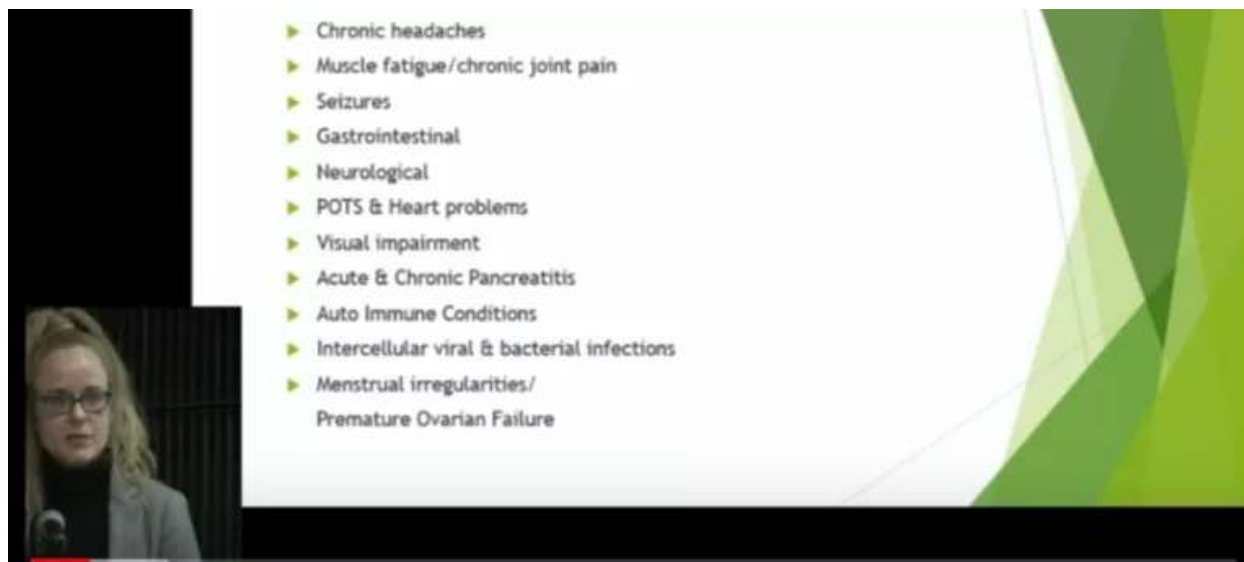 Chronic headaches
Muscle fatigue/chronic joint pain
Seizures
Gastrointestinal
Neurological
POTS & Heart problems
Visual impairment
Acute & Chronic Pancreatitis
Auto Immune Conditions
Intercellular viral & bacterial infections
Menstrual irregularities/
Premature Ovarian Failure